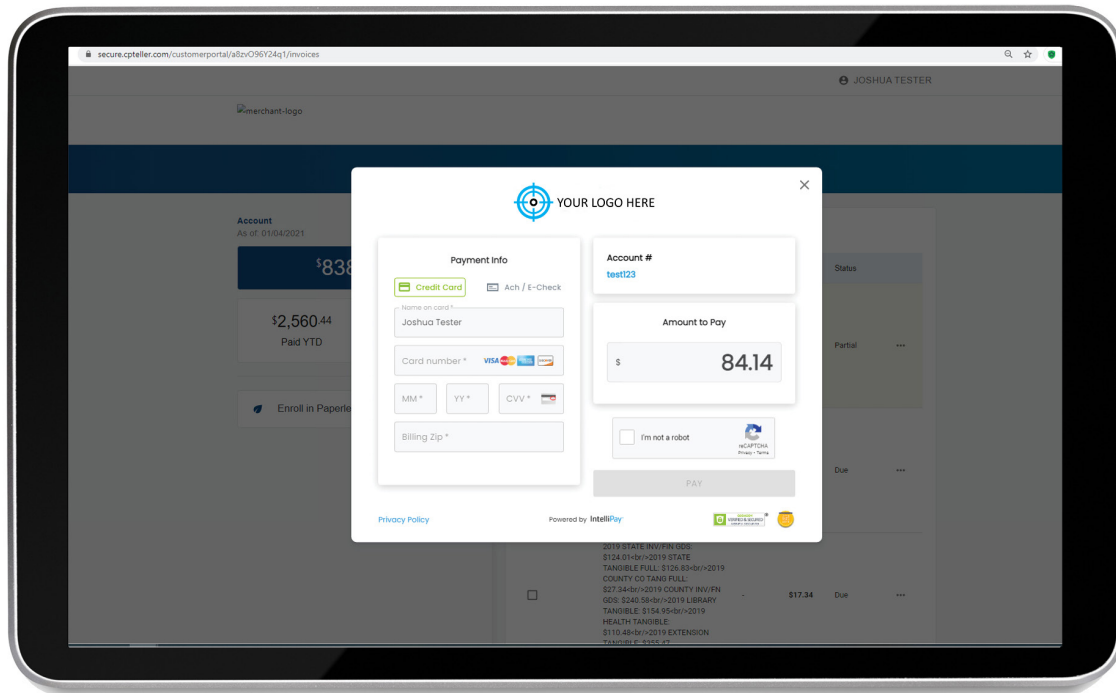 secure.cpteller.com/customerportal/a8zvO96Y24q1/invoices
JOSHUA TESTER
merchant-logo
YOUR LOGO HERE
Account
As of: 01/04/2021
$838
$2,560.44
Paid YTD
Enroll in Paperle
Payment Info
Credit Card
Ach / E-Check
Name on card *
Joshua Tester
Card number * VISA
MM * YY * CVV *
Billing Zip *
Account #
test123
Amount to Pay
$ 84.14
I'm not a robot
reCAPTCHA
Privacy - Terms
PAY
Privacy Policy
Powered by IntelliPay
Status
Partial
Due
2019 STATE INV/FIN GDS:
$124.01<br/>2019 STATE
TANGIBLE FULL: $126.83<br/>2019
COUNTY CO TANG FULL:
$27.34<br/>2019 COUNTY INV/FN
GDS: $240.58<br/>2019 LIBRARY
TANGIBLE: $154.95<br/>2019
HEALTH TANGIBLE:
$110.48<br/>2019 EXTENSION
TANGIBLE: $355.47
- $17.34 Due